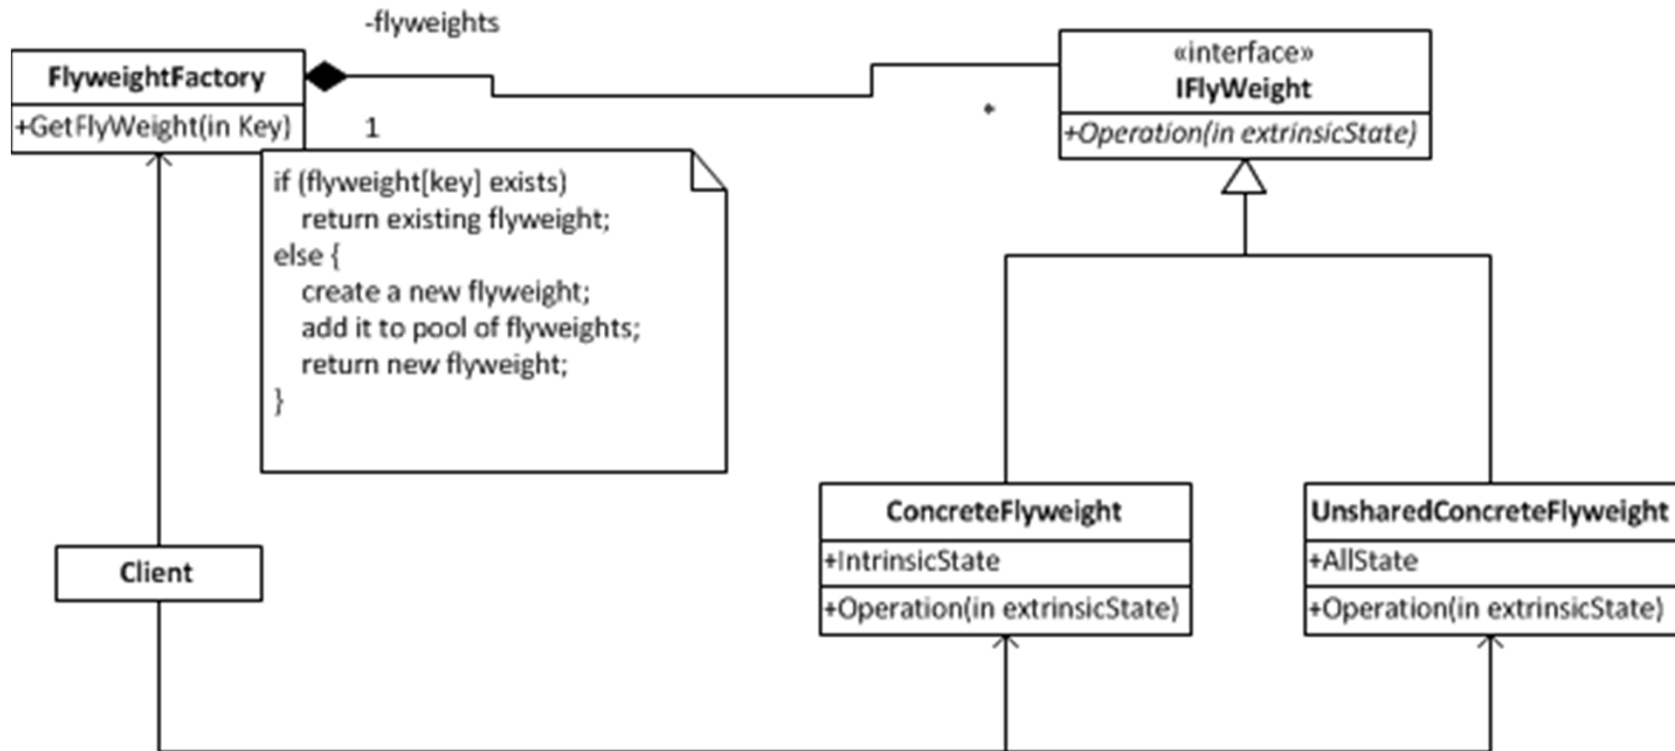 -flyweights
FlyweightFactory
+GetFlyWeight(in Key)
1
*
«interface»
IFlyWeight
+Operation(in extrinsicState)
if (flyweight[key] exists)
return existing flyweight;
else {
create a new flyweight;
add it to pool of flyweights;
return new flyweight;
}
Client
ConcreteFlyweight
+IntrinsicState
+Operation(in extrinsicState)
UnsharedConcreteFlyweight
+AllState
+Operation(in extrinsicState)